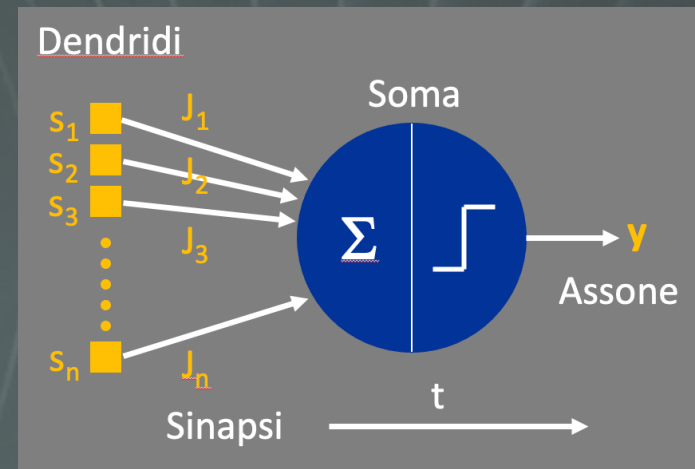 Dendridi
Soma
s₁
J₁
s₂
J₂
s₃
J₃
Σ
y
Assone
sₙ
Jₙ
t
Sinapsi